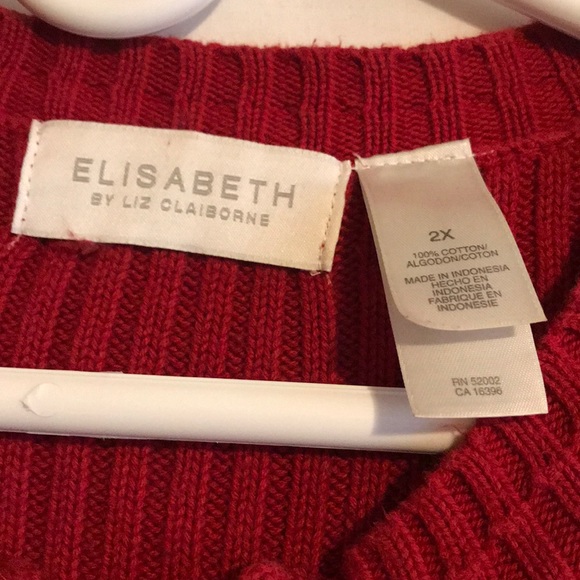 ELISABETH
BY LIZ CLAIBORNE
2X
100% COTTON/
ALGODON/COTON
MADE IN INDONESIA
HECHO EN
INDONESIA
FABRIQUE EN
INDONESIA
RN 52002
CA 16396